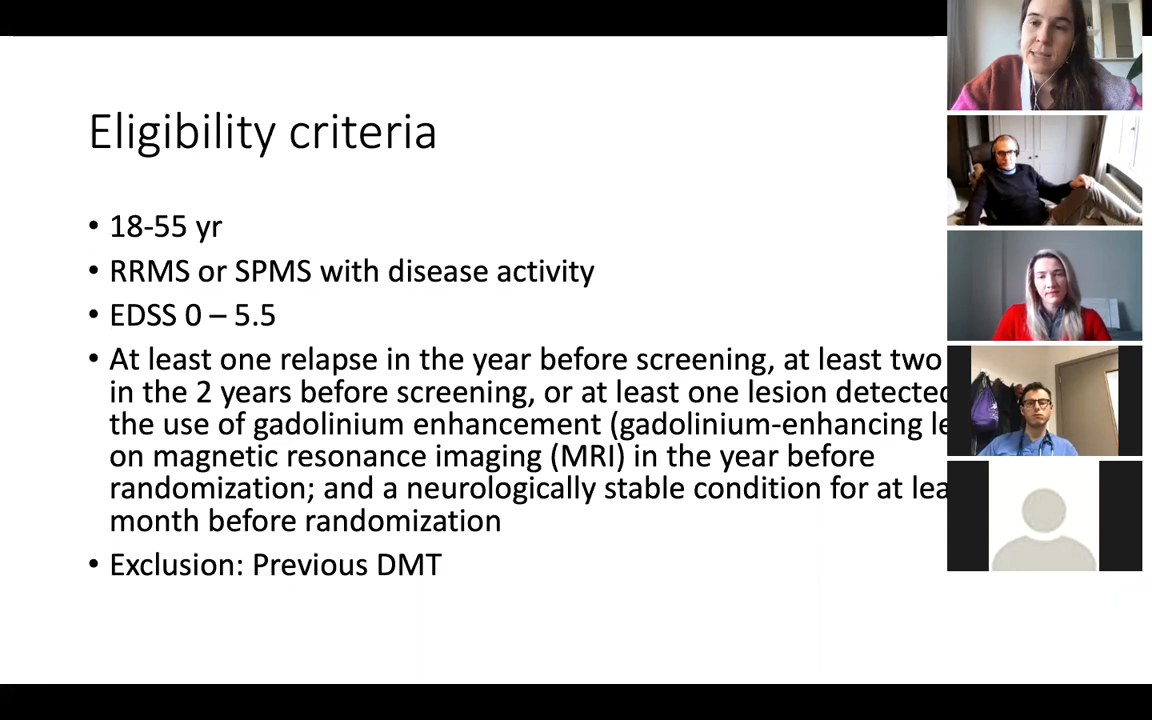 Eligibility criteria
• 18-55 yr
• RRMS or SPMS with disease activity
• EDSS 0 – 5.5
• At least one relapse in the year before screening, at least two
in the 2 years before screening, or at least one lesion detected
the use of gadolinium enhancement (gadolinium-enhancing
on magnetic resonance imaging (MRI) in the year before
randomization; and a neurologically stable condition for at
month before randomization
• Exclusion: Previous DMT